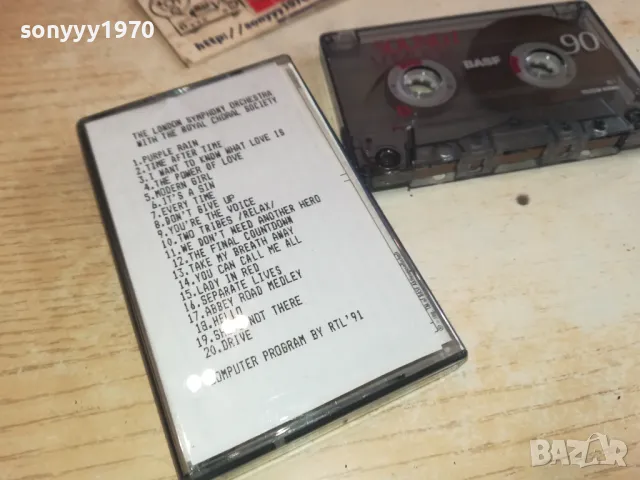 sonyyy1970
http://sonyyy1
SOUND I
BASF
90
THE LONDON SYMPHONY ORCHESTRA
WITH THE ROYAL CHORAL SOCIETY
1.PURPLE RAIN
2.TIME AFTER TIME
3.I WANT TO KNOW WHAT LOVE IS
4.THE POWER OF LOVE
5.MODERN GIRL
6.IT'S A SIN
7.EVERY TIME
8.DON'T GIVE UP
9.YOU'RE THE VOICE
10.TWO TRIBES /RELAX/
11.WE DON'T NEED ANOTHER HERO
12.THE FINAL COUNTDOWN
13.TAKE MY BREATH AWAY
14.YOU CAN CALL ME ALL
15.LADY IN RED
16.SEPARATE LIVES
17.ABBEY ROAD MEDLEY
18.HELLO
19.SHE'S NOT THERE
20.DRIVE
COMPUTER PROGRAM BY RTL'91
BAZAR
bg